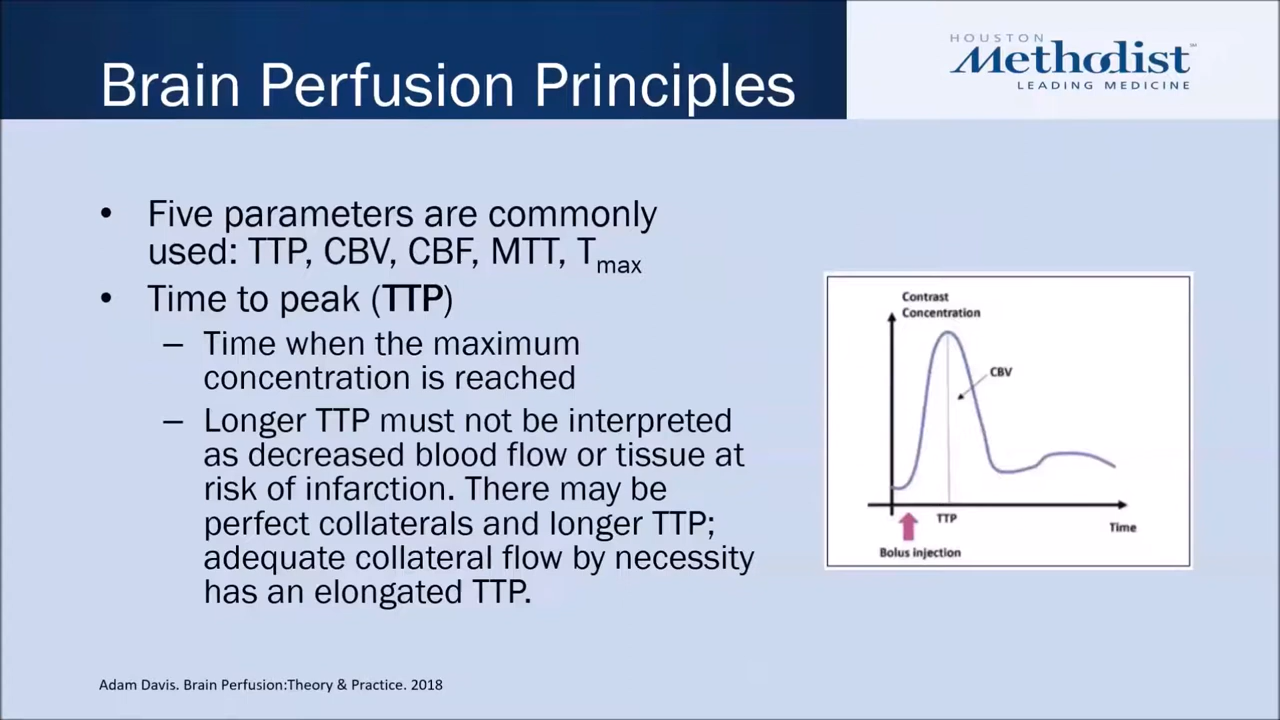 Brain Perfusion Principles
HOUSTON
Methodist
LEADING MEDICINE
• Five parameters are commonly
used: TTP, CBV, CBF, MTT, Tmax
• Time to peak (TTP)
– Time when the maximum
concentration is reached
– Longer TTP must not be interpreted
as decreased blood flow or tissue at
risk of infarction. There may be
perfect collaterals and longer TTP;
adequate collateral flow by necessity
has an elongated TTP.
Contrast
Concentration
CBV
TTP
Time
Bolus injection
Adam Davis. Brain Perfusion:Theory & Practice. 2018